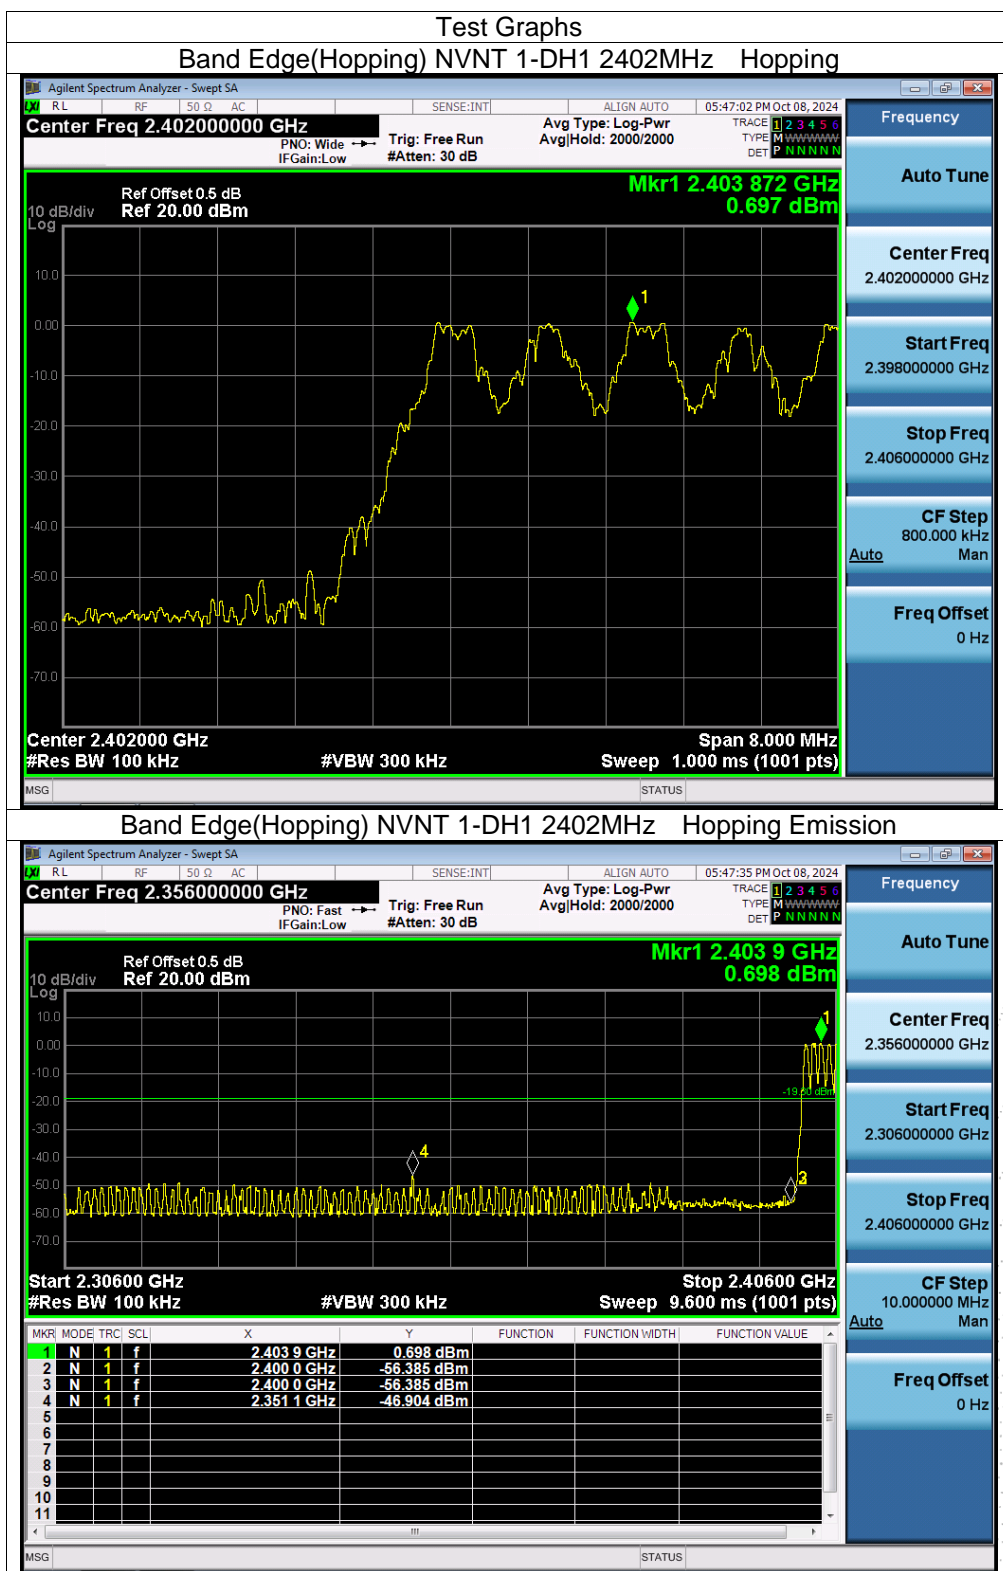 Test Graphs
Band Edge(Hopping) NVNT 1-DH1 2402MHz Hopping
Agilent Spectrum Analyzer - Swept SA
LXI RL RF 50 Ω AC SENSE:INT ALIGN AUTO 05:47:02 PM Oct 08, 2024
Center Freq 2.402000000 GHz
PNO: Wide
IFGain:Low
Trig: Free Run
#Atten: 30 dB
Avg Type: Log-Pwr
Avg|Hold: 2000/2000
TRACE 1 2 3 4 5 6
TYPE M WWWWW
DET P N N N N N
Ref Offset 0.5 dB
10 dB/div Ref 20.00 dBm
Log
Mkr1 2.403 872 GHz
0.697 dBm
10.0
0.00
-10.0
-20.0
-30.0
-40.0
-50.0
-60.0
-70.0
1
Center 2.402000 GHz Span 8.000 MHz
#Res BW 100 kHz #VBW 300 kHz Sweep 1.000 ms (1001 pts)
MSG STATUS
Frequency
Auto Tune
Center Freq
2.402000000 GHz
Start Freq
2.398000000 GHz
Stop Freq
2.406000000 GHz
CF Step
800.000 kHz
Auto Man
Freq Offset
0 Hz
Band Edge(Hopping) NVNT 1-DH1 2402MHz Hopping Emission
Agilent Spectrum Analyzer - Swept SA
LXI RL RF 50 Ω AC SENSE:INT ALIGN AUTO 05:47:35 PM Oct 08, 2024
Center Freq 2.356000000 GHz
PNO: Fast
IFGain:Low
Trig: Free Run
#Atten: 30 dB
Avg Type: Log-Pwr
Avg|Hold: 2000/2000
TRACE 1 2 3 4 5 6
TYPE M WWWWW
DET P N N N N N
Ref Offset 0.5 dB
10 dB/div Ref 20.00 dBm
Log
Mkr1 2.403 9 GHz
0.698 dBm
10.0
0.00
-10.0
-20.0
-30.0
-40.0
-50.0
-60.0
-70.0
1
-19.30 dBm
4
3
Start 2.30600 GHz Stop 2.40600 GHz
#Res BW 100 kHz #VBW 300 kHz Sweep 9.600 ms (1001 pts)
MKR MODE TRC SCL X Y FUNCTION FUNCTION WIDTH FUNCTION VALUE
1 N 1 f 2.403 9 GHz 0.698 dBm
2 N 1 f 2.400 0 GHz -56.385 dBm
3 N 1 f 2.400 0 GHz -56.385 dBm
4 N 1 f 2.351 1 GHz -46.904 dBm
5
6
7
8
9
10
11
MSG STATUS
Frequency
Auto Tune
Center Freq
2.356000000 GHz
Start Freq
2.306000000 GHz
Stop Freq
2.406000000 GHz
CF Step
10.000000 MHz
Auto Man
Freq Offset
0 Hz